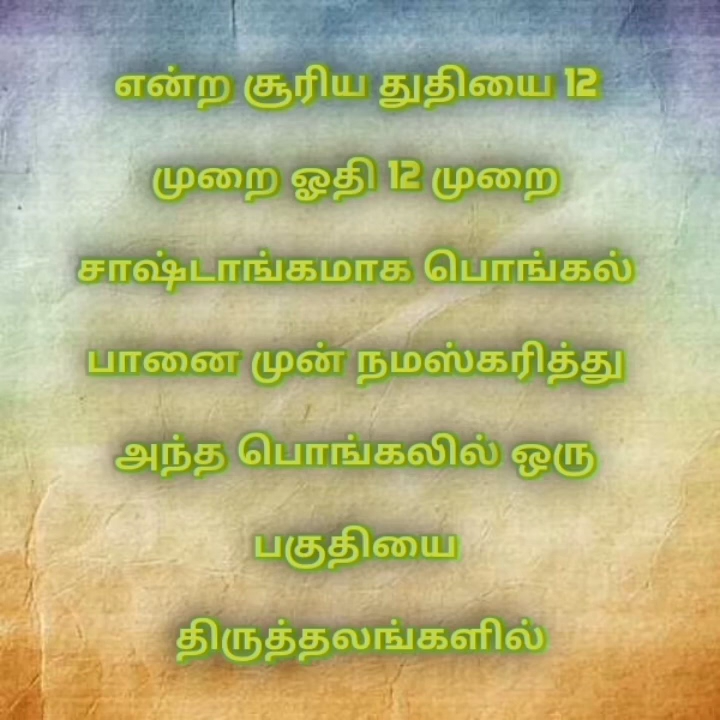 என்ற சூரிய துதியை 12
முறை ஓதி 12 முறை
சாஷ்டாங்கமாக பொங்கல்
பானை முன் நமஸ்கரித்து
அந்த பொங்கலில் ஒரு
பகுதியை
திருத்தலங்களில்